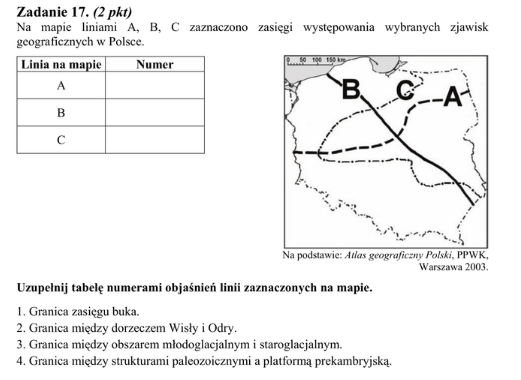 Zadanie 17. (2 pkt)
Na mapie liniami A, B, C zaznaczono zasięgi występowania wybranych zjawisk
geograficznych w Polsce.
Linia na mapie Numer
A
B
C
0 50 100 150 km
B C A
Na podstawie: Atlas geograficzny Polski, PPWK,
Warszawa 2003.
Uzupełnij tabelę numerami objaśnień linii zaznaczonych na mapie.
1. Granica zasięgu buka.
2. Granica między dorzeczem Wisły i Odry.
3. Granica między obszarem młodoglacjalnym i staroglacjalnym.
4. Granica między strukturami paleozoicznymi a platformą prekambryjską.